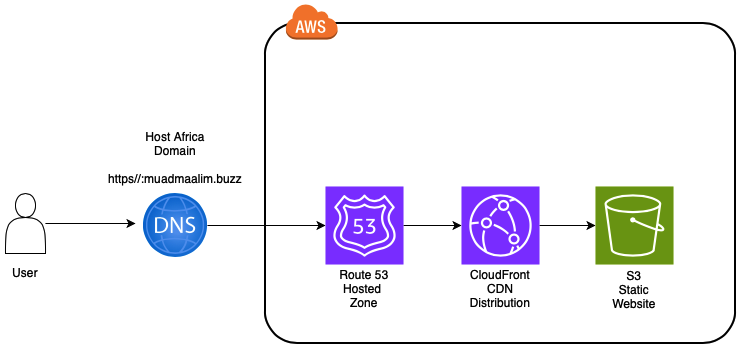 AWS
Host Africa
Domain
https//:muadmaalim.buzz
DNS
53
User
Route 53
Hosted
Zone
CloudFront
CDN
Distribution
S3
Static
Website